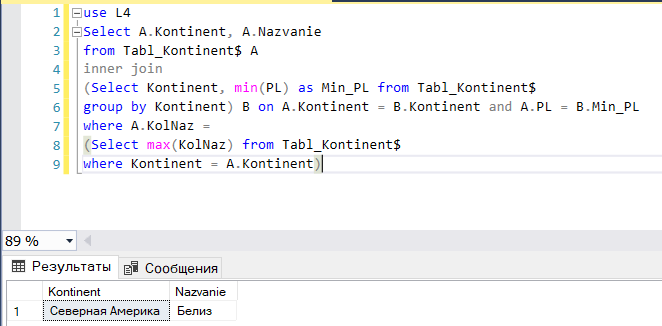 1 use L4
2 Select A.Kontinent, A.Nazvanie
3 from Tabl_Kontinent$ A
4 inner join
5 (Select Kontinent, min(PL) as Min_PL from Tabl_Kontinent$
6 group by Kontinent) B on A.Kontinent = B.Kontinent and A.PL = B.Min_PL
7 where A.KolNaz =
8 (Select max(KolNaz) from Tabl_Kontinent$
9 where Kontinent = A.Kontinent)
89 %
Результаты Сообщения
Kontinent Nazvanie
1 Северная Америка Белиз